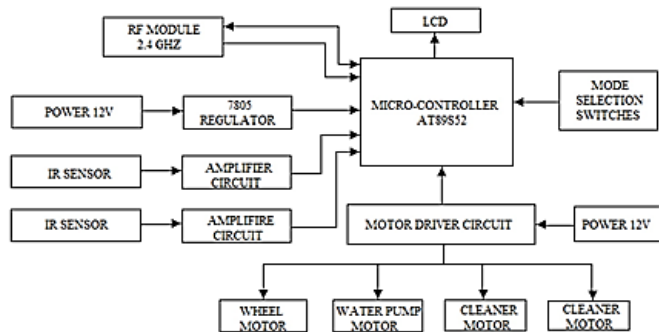 LCD
RF MODULE
2.4 GHZ
MICRO-CONTROLLER
AT89S52
MODE
SELECTION
SWITCHES
POWER 12V
7805
REGULATOR
IR SENSOR
AMPLIFIER
CIRCUIT
IR SENSOR
AMPLIFIRE
CIRCUIT
MOTOR DRIVER CIRCUIT
POWER 12V
WHEEL
MOTOR
WATER PUMP
MOTOR
CLEANER
MOTOR
CLEANER
MOTOR